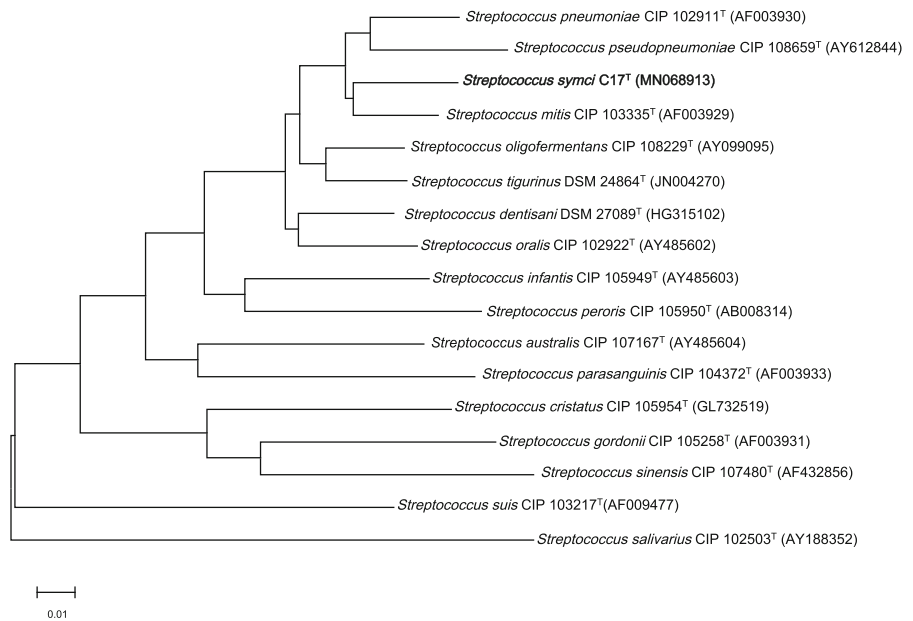 Streptococcus pneumoniae CIP 102911ᵀ (AF003930)
Streptococcus pseudopneumoniae CIP 108659ᵀ (AY612844)
Streptococcus symci C17ᵀ (MN068913)
Streptococcus mitis CIP 103335ᵀ (AF003929)
Streptococcus oligofermentans CIP 108229ᵀ (AY099095)
Streptococcus tigurinus DSM 24864ᵀ (JN004270)
Streptococcus dentisani DSM 27089ᵀ (HG315102)
Streptococcus oralis CIP 102922ᵀ (AY485602)
Streptococcus infantis CIP 105949ᵀ (AY485603)
Streptococcus peroris CIP 105950ᵀ (AB008314)
Streptococcus australis CIP 107167ᵀ (AY485604)
Streptococcus parasanguinis CIP 104372ᵀ (AF003933)
Streptococcus cristatus CIP 105954ᵀ (GL732519)
Streptococcus gordonii CIP 105258ᵀ (AF003931)
Streptococcus sinensis CIP 107480ᵀ (AF432856)
Streptococcus suis CIP 103217ᵀ(AF009477)
Streptococcus salivarius CIP 102503ᵀ (AY188352)
0.01